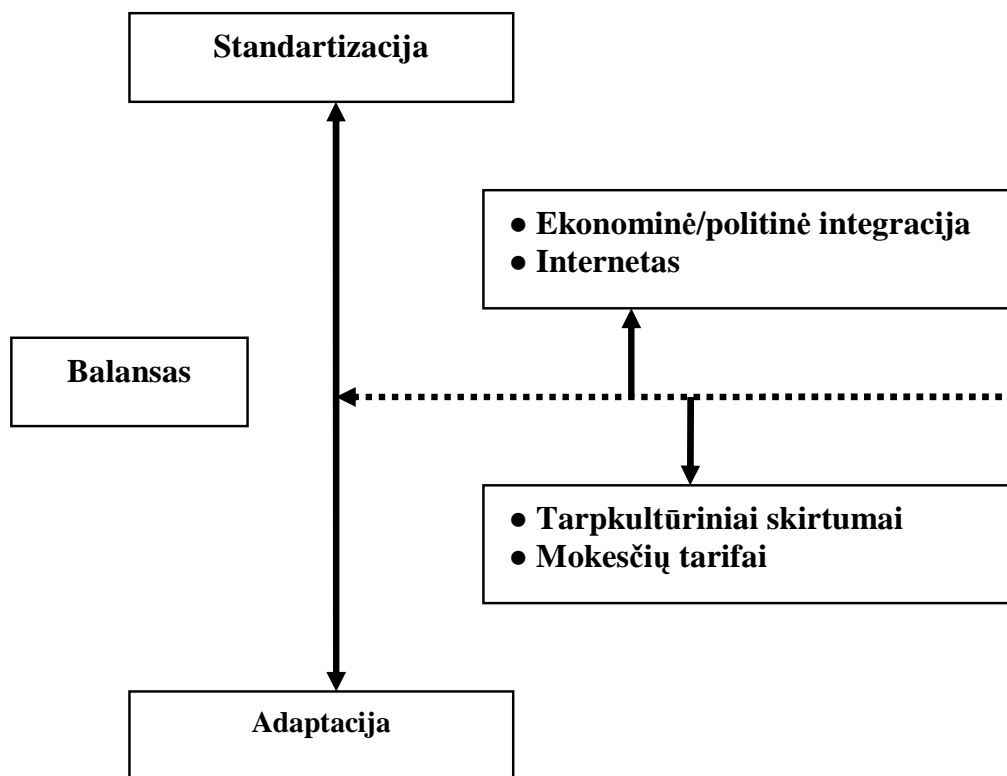 Standartizacija
● Ekonominė/politinė integracija
● Internetas
Balansas
● Tarpkultūriniai skirtumai
● Mokesčių tarifai
Adaptacija